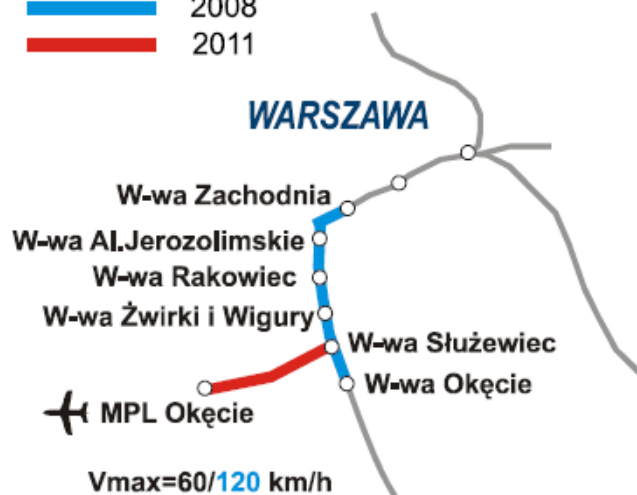 2008
2011
WARSZAWA
W-wa Zachodnia
W-wa Al.Jerozolimskie
W-wa Rakowiec
W-wa Żwirki i Wigury
W-wa Służewiec
W-wa Okęcie
MPL Okęcie
Vmax=60/120 km/h